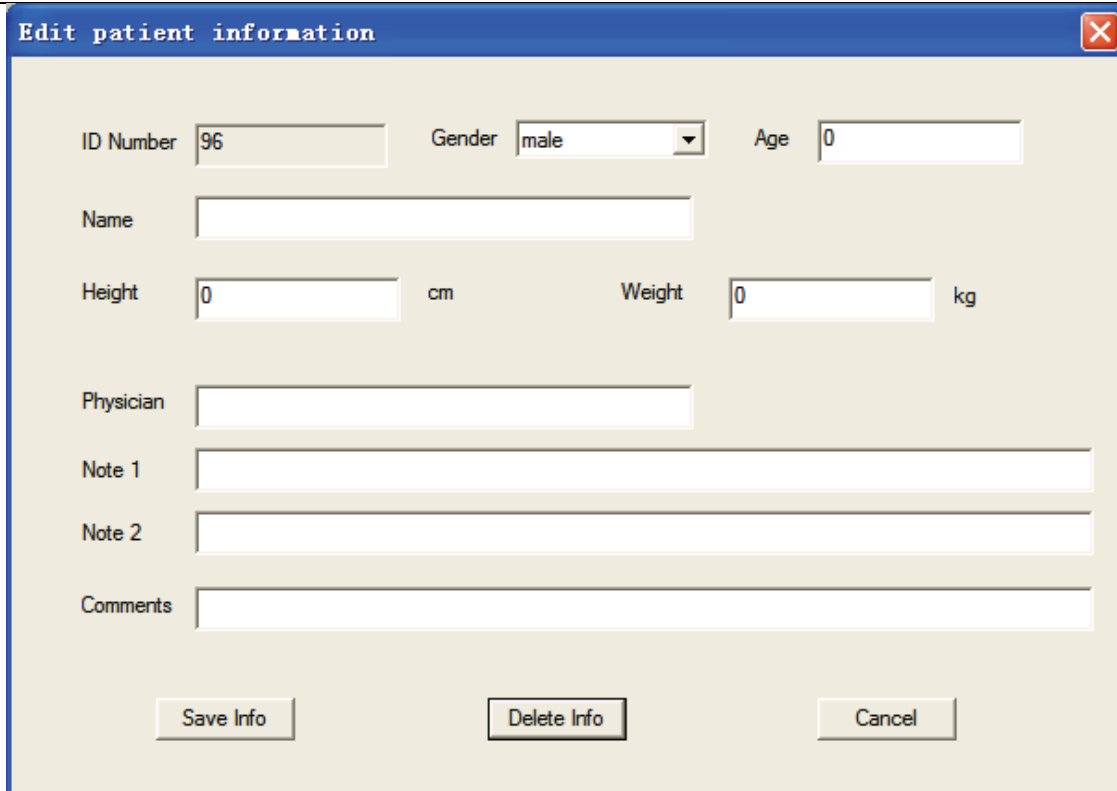 Edit patient information
ID Number 96 Gender male Age 0
Name
Height 0 cm Weight 0 kg
Physician
Note 1
Note 2
Comments
Save Info Delete Info Cancel